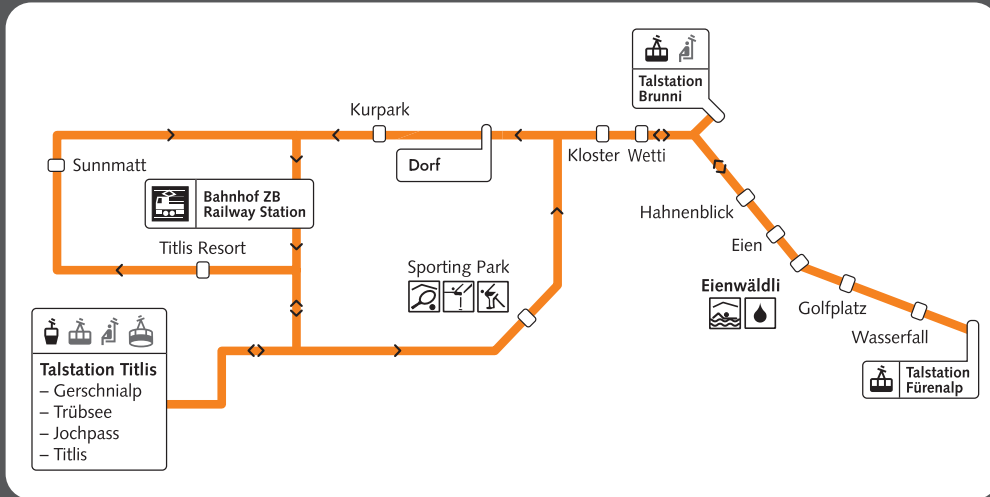 Talstation
Brunni
Kurpark
Kloster
Wetti
Sunnmatt
Dorf
Bahnhof ZB
Railway Station
Hahnenblick
Titlis Resort
Eien
Sporting Park
Eienwäldli
Golfplatz
Wasserfall
Talstation Titlis
– Gerschnialp
– Trübsee
– Jochpass
– Titlis
Talstation
Fürenalp